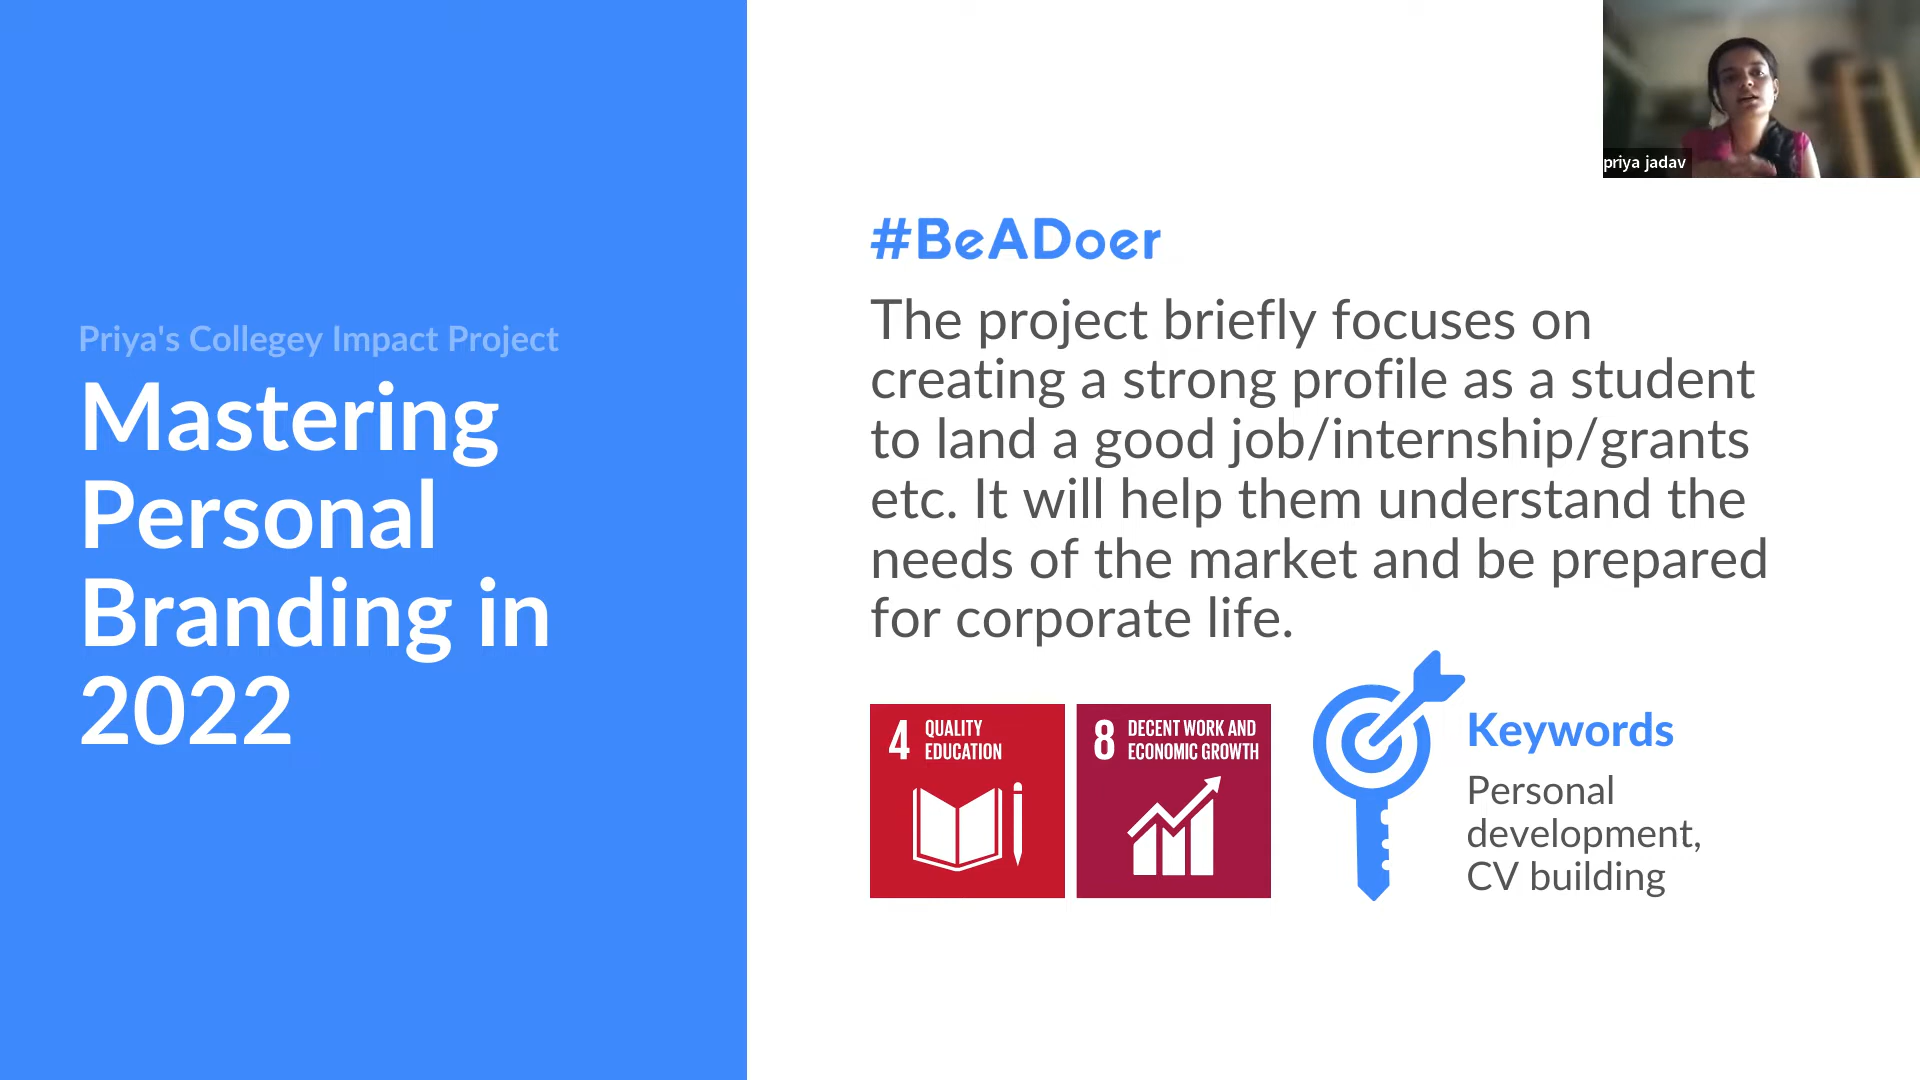 priya jadav
Priya's Collegey Impact Project
Mastering
Personal
Branding in
2022
#BeADoer
The project briefly focuses on
creating a strong profile as a student
to land a good job/internship/grants
etc. It will help them understand the
needs of the market and be prepared
for corporate life.
4 QUALITY
EDUCATION
8 DECENT WORK AND
ECONOMIC GROWTH
Keywords
Personal
development,
CV building